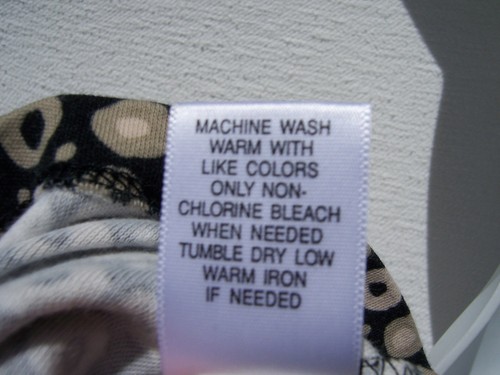 MACHINE WASH
WARM WITH
LIKE COLORS
ONLY NON-
CHLORINE BLEACH
WHEN NEEDED
TUMBLE DRY LOW
WARM IRON
IF NEEDED